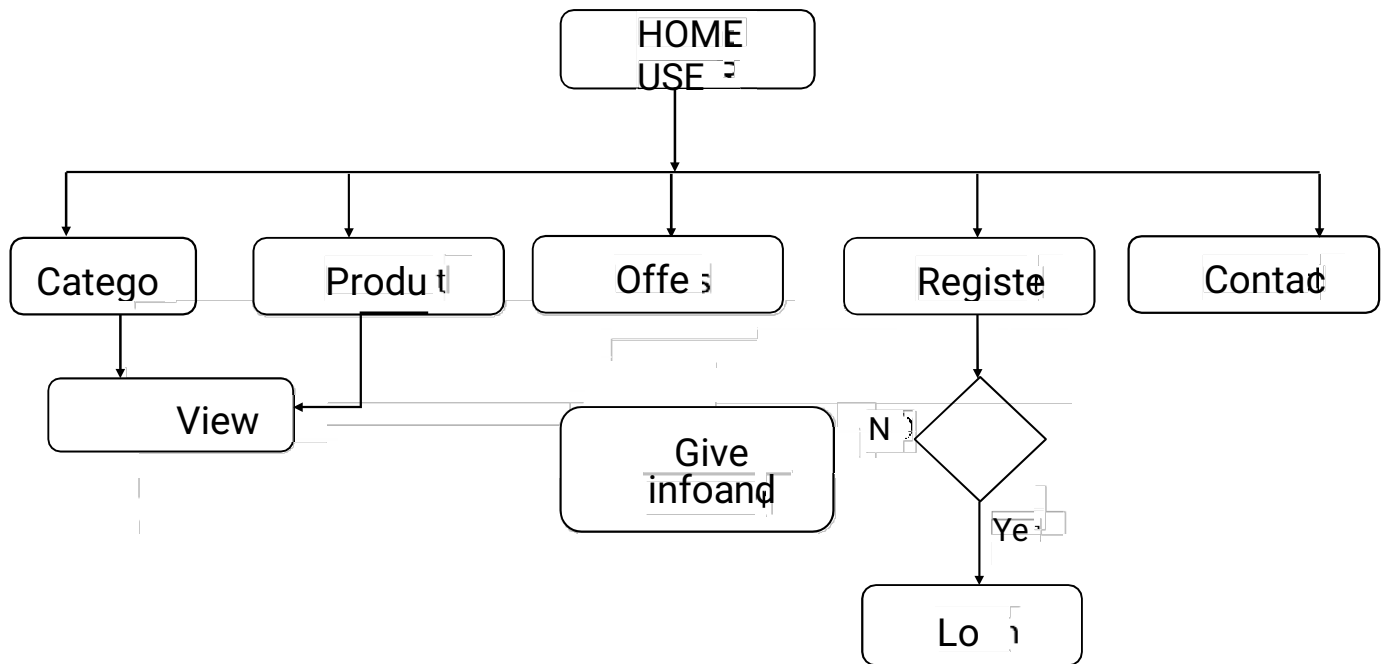 HOME
USE
Catego
Produ t
Offe s
Registe
Contac
View
Give
infoand
N
Ye
Lo n